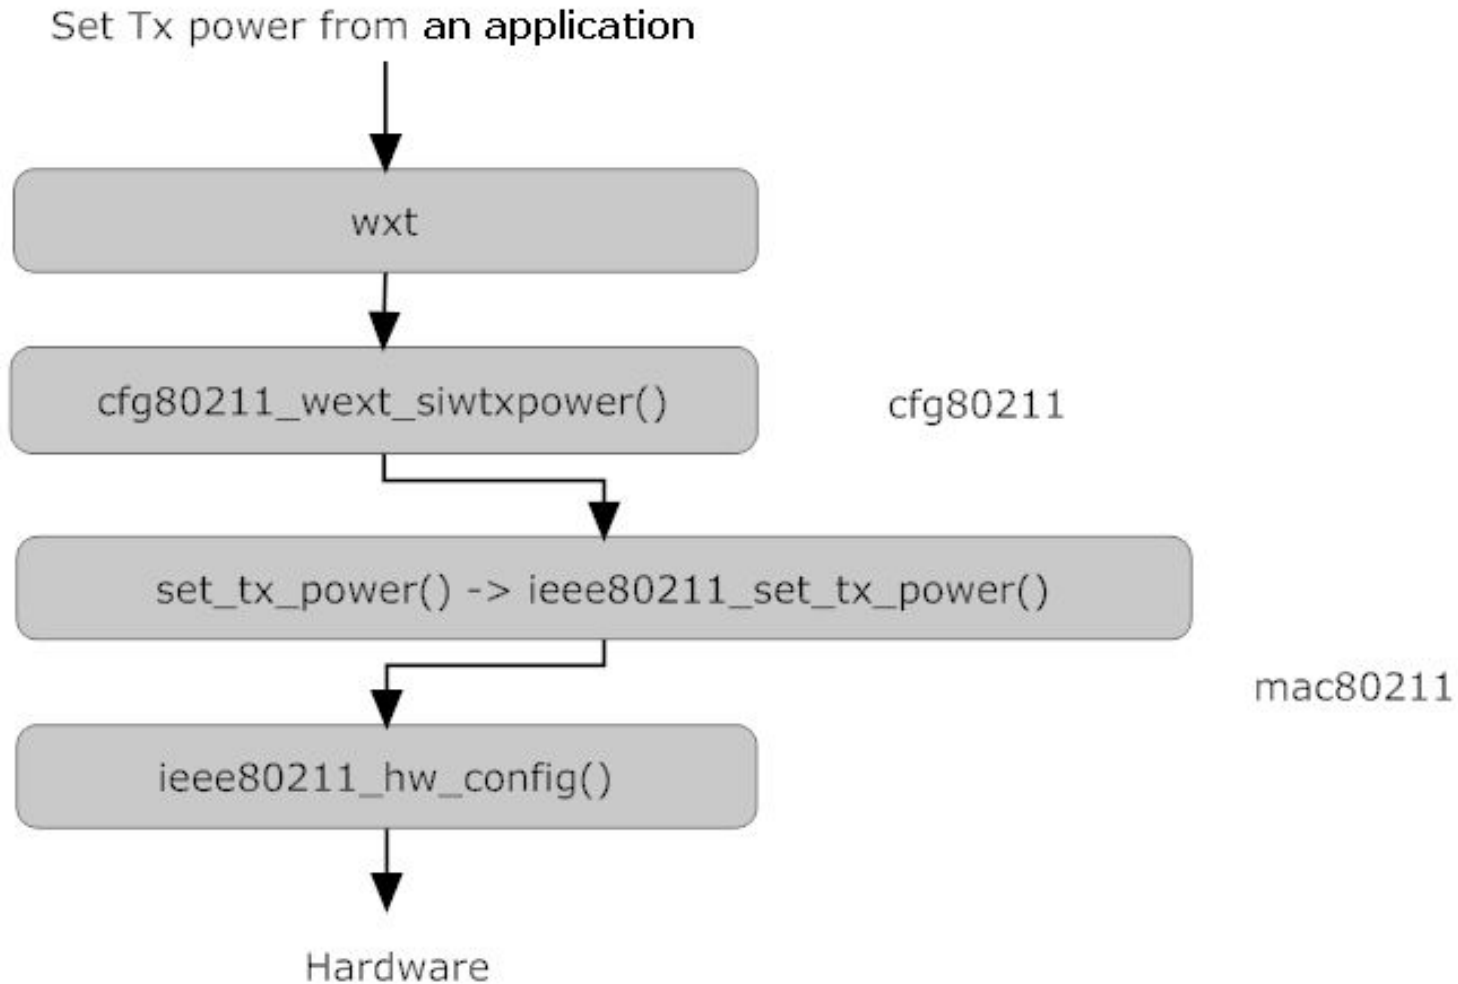 Set Tx power from an application
wxt
cfg80211_wext_siwtxpower()
cfg80211
set_tx_power() -> ieee80211_set_tx_power()
mac80211
ieee80211_hw_config()
Hardware